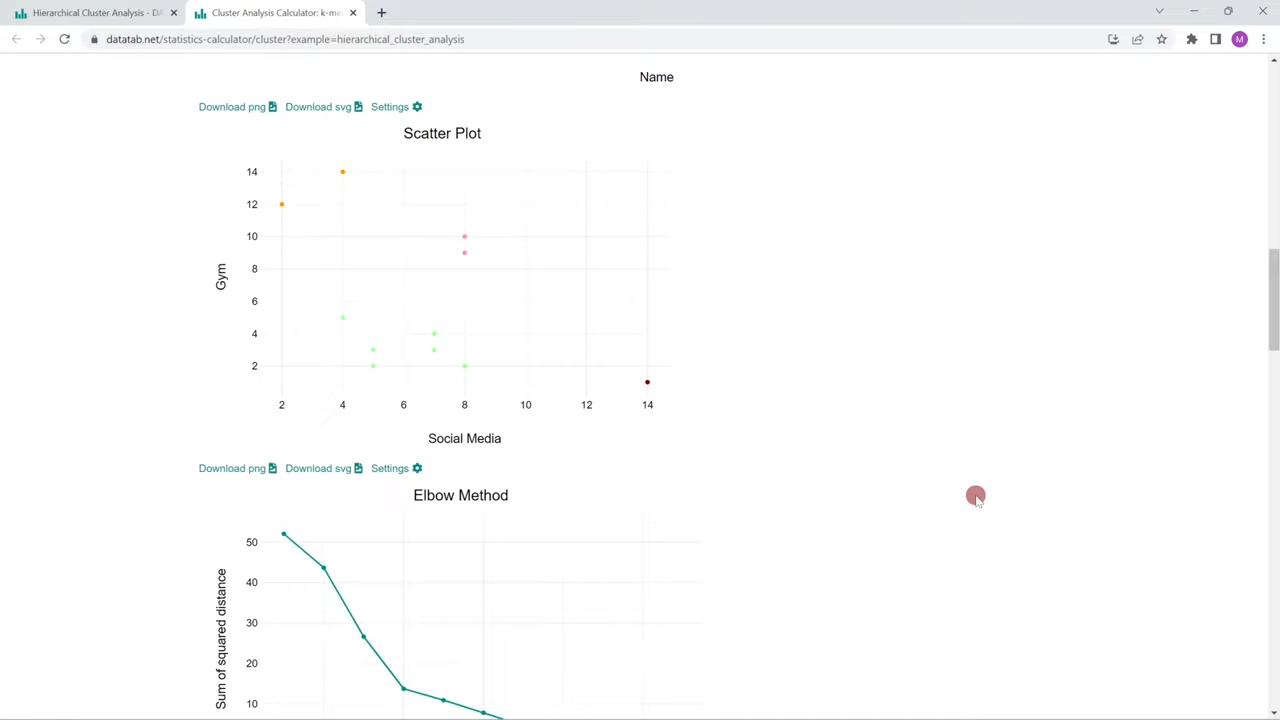 Hierarchical Cluster Analysis - DA
Cluster Analysis Calculator: k-me
datatab.net/statistics-calculator/cluster?example=hierarchical_cluster_analysis
M
Name
Download png Download svg Settings
Scatter Plot
14
12
10
8
6
4
2
Gym
2 4 6 8 10 12 14
Social Media
Download png Download svg Settings
Elbow Method
50
40
30
20
10
Sum of squared distance